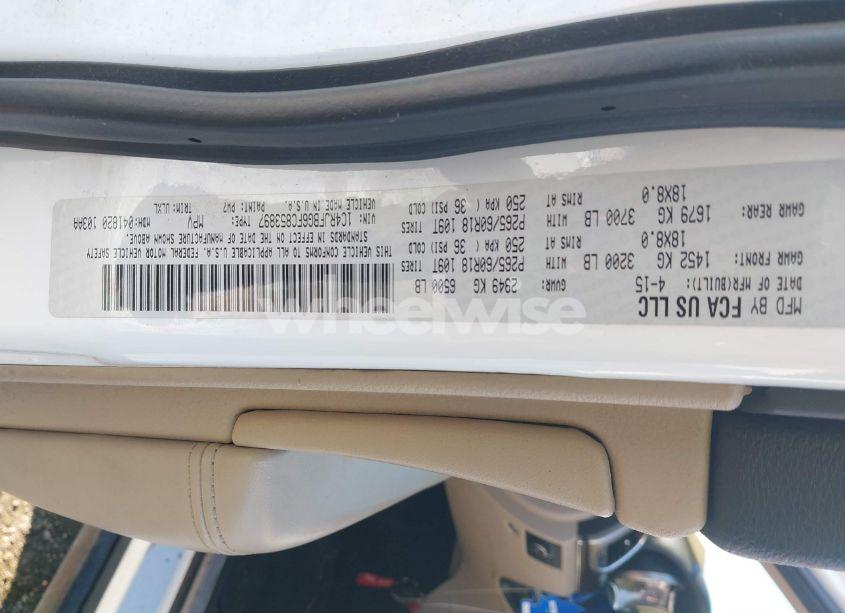 MFD BY FCA US LLC
DATE OF MFR(BUILT): 4-15 GVWR: 2949 KG 6500 LB
GAWR FRONT: 1452 KG 3200 LB WITH P265/60R18 109T TIRES
18X8.0 RIMS AT 250 KPA ( 36 PSI) COLD
GAWR REAR: 1679 KG 3700 LB WITH P265/60R18 109T TIRES
18X8.0 RIMS AT 250 KPA ( 36 PSI) COLD
THIS VEHICLE CONFORMS TO ALL APPLICABLE U.S.A. FEDERAL MOTOR VEHICLE SAFETY
STANDARDS IN EFFECT ON THE DATE OF MANUFACTURE SHOWN ABOVE.
VIN: 1C4RJFBG6FC853897 TYPE: MPV MDH:041820 103AA
VEHICLE MADE IN U.S.A. PAINT: PW7 TRIM: ULXL
wheelwise